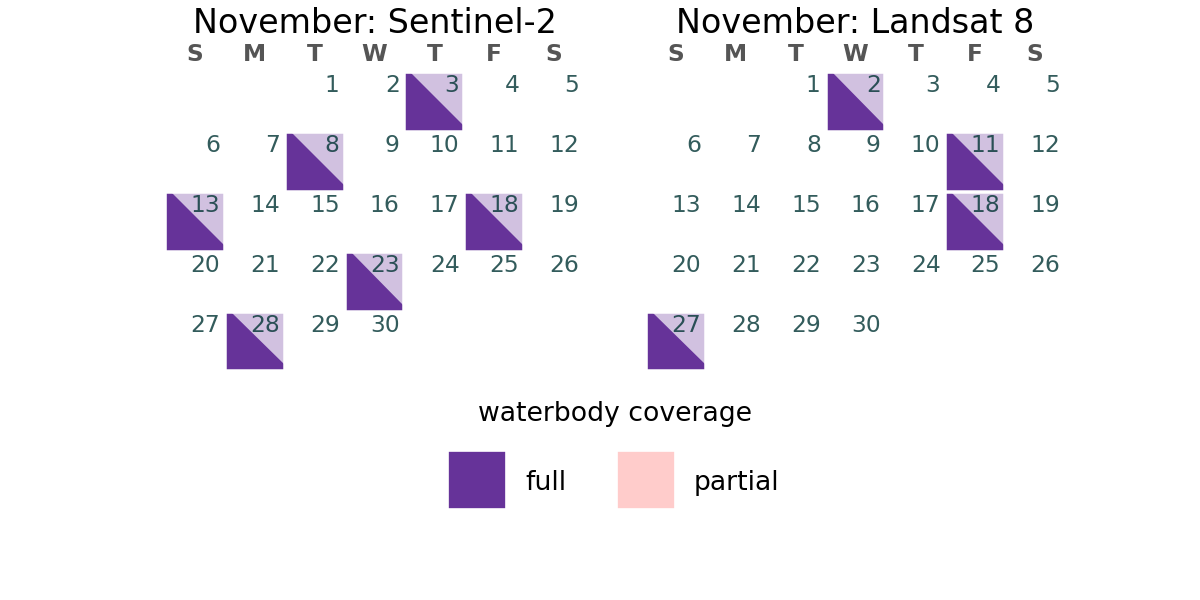 November: Sentinel-2
S M T W T F S
1 2 3 4 5
6 7 8 9 10 11 12
13 14 15 16 17 18 19
20 21 22 23 24 25 26
27 28 29 30
November: Landsat 8
S M T W T F S
1 2 3 4 5
6 7 8 9 10 11 12
13 14 15 16 17 18 19
20 21 22 23 24 25 26
27 28 29 30
waterbody coverage
full partial